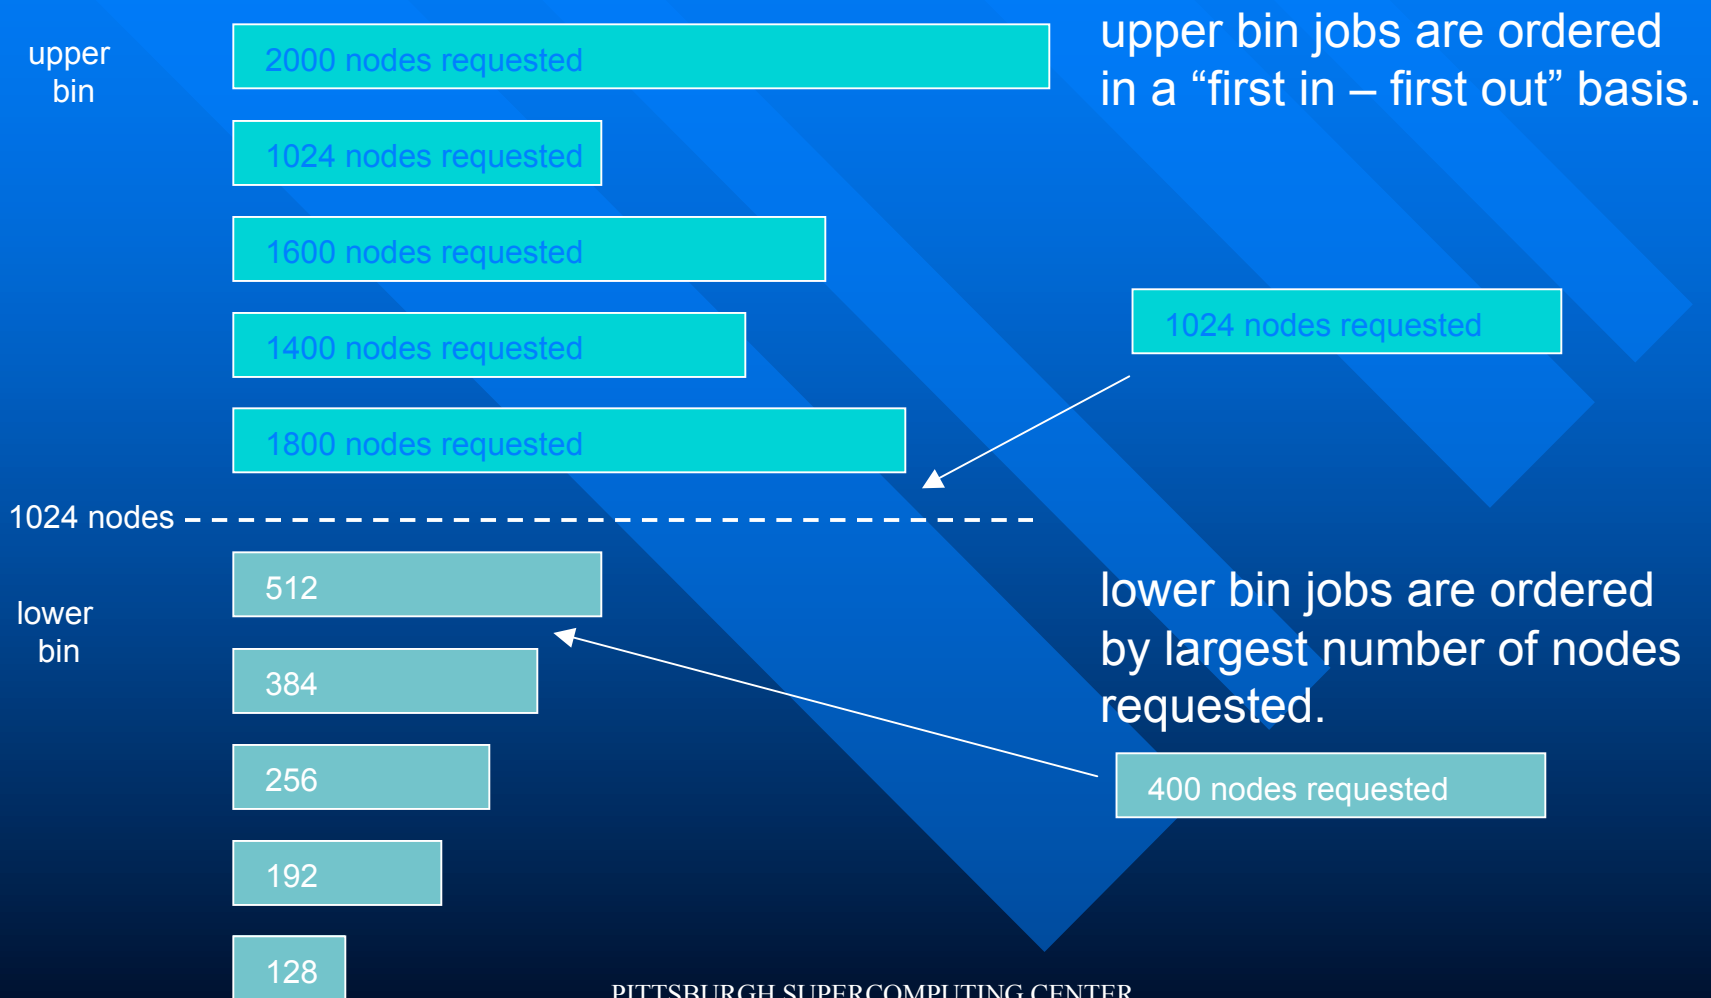 upper
bin
2000 nodes requested
upper bin jobs are ordered
in a “first in – first out” basis.
1024 nodes requested
1600 nodes requested
1024 nodes requested
1400 nodes requested
1800 nodes requested
1024 nodes
512
lower
bin
lower bin jobs are ordered
by largest number of nodes
requested.
384
256
400 nodes requested
192
128
PITTSBURGH SUPERCOMPUTING CENTER